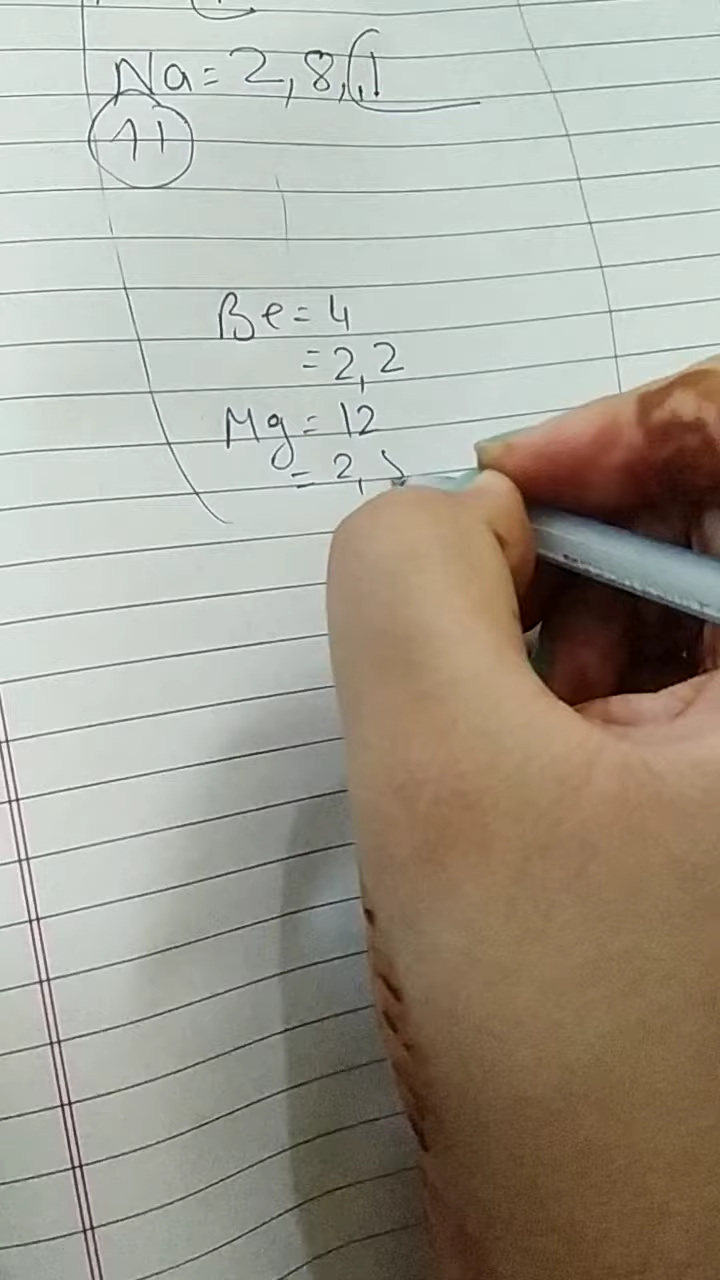 Na = 2, 8, 1
11
Be = 4
= 2, 2
Mg = 12
= 2,